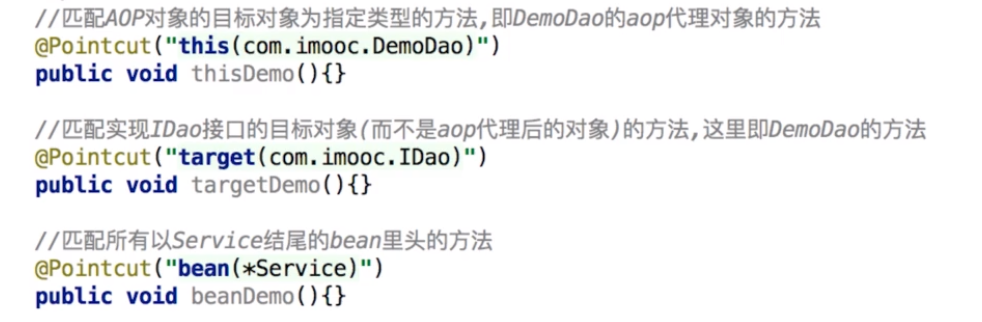 //匹配AOP对象的目标对象为指定类型的方法,即DemoDao的aop代理对象的方法
@Pointcut("this(com.imooc.DemoDao)")
public void thisDemo(){}
//匹配实现IDao接口的目标对象(而不是aop代理后的对象)的方法,这里即DemoDao的方法
@Pointcut("target(com.imooc.IDao)")
public void targetDemo(){}
//匹配所有以Service结尾的bean里头的方法
@Pointcut("bean(*Service)")
public void beanDemo(){}